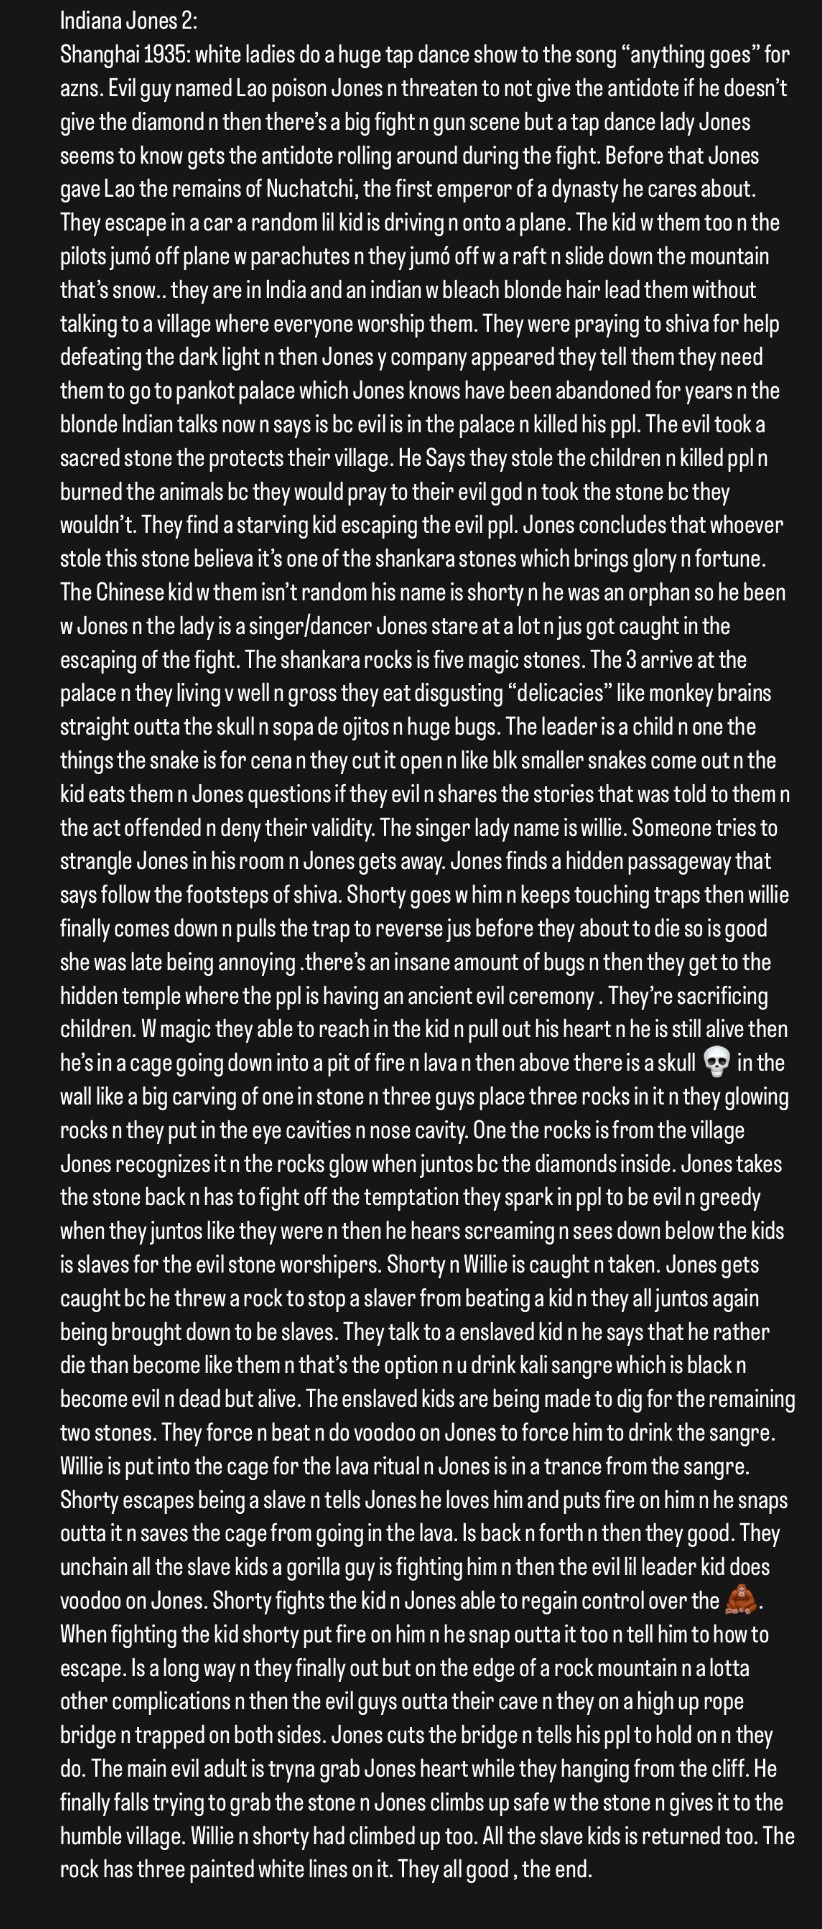 Indiana Jones 2:
Shanghai 1935: white ladies do a huge tap dance show to the song “anything goes” for
azns. Evil guy named Lao poison Jones n threaten to not give the antidote if he doesn’t
give the diamond n then there’s a big fight n gun scene but a tap dance lady Jones
seems to know gets the antidote rolling around during the fight. Before that Jones
gave Lao the remains of Nuchatchi, the first emperor of a dynasty he cares about.
They escape in a car a random lil kid is driving n onto a plane. The kid w them too n the
pilots jumó off plane w parachutes n they jumó off w a raft n slide down the mountain
that’s snow.. they are in India and an indian w bleach blonde hair lead them without
talking to a village where everyone worship them. They were praying to shiva for help
defeating the dark light n then Jones y company appeared they tell them they need
them to go to pankot palace which Jones knows have been abandoned for years n the
blonde Indian talks now n says is bc evil is in the palace n killed his ppl. The evil took a
sacred stone the protects their village. He Says they stole the children n killed ppl n
burned the animals bc they would pray to their evil god n took the stone bc they
wouldn’t. They find a starving kid escaping the evil ppl. Jones concludes that whoever
stole this stone believa it’s one of the shankara stones which brings glory n fortune.
The Chinese kid w them isn’t random his name is shorty n he was an orphan so he been
w Jones n the lady is a singer/dancer Jones stare at a lot n jus got caught in the
escaping of the fight. The shankara rocks is five magic stones. The 3 arrive at the
palace n they living v well n gross they eat disgusting “delicacies” like monkey brains
straight outta the skull n sopa de ojitos n huge bugs. The leader is a child n one the
things the snake is for cena n they cut it open n like blk smaller snakes come out n the
kid eats them n Jones questions if they evil n shares the stories that was told to them n
the act offended n deny their validity. The singer lady name is willie. Someone tries to
strangle Jones in his room n Jones gets away. Jones finds a hidden passageway that
says follow the footsteps of shiva. Shorty goes w him n keeps touching traps then willie
finally comes down n pulls the trap to reverse jus before they about to die so is good
she was late being annoying .there’s an insane amount of bugs n then they get to the
hidden temple where the ppl is having an ancient evil ceremony . They’re sacrificing
children. W magic they able to reach in the kid n pull out his heart n he is still alive then
he’s in a cage going down into a pit of fire n lava n then above there is a skull 💀 in the
wall like a big carving of one in stone n three guys place three rocks in it n they glowing
rocks n they put in the eye cavities n nose cavity. One the rocks is from the village
Jones recognizes it n the rocks glow when juntos bc the diamonds inside. Jones takes
the stone back n has to fight off the temptation they spark in ppl to be evil n greedy
when they juntos like they were n then he hears screaming n sees down below the kids
is slaves for the evil stone worshipers. Shorty n Willie is caught n taken. Jones gets
caught bc he threw a rock to stop a slaver from beating a kid n they all juntos again
being brought down to be slaves. They talk to a enslaved kid n he says that he rather
die than become like them n that’s the option n u drink kali sangre which is black n
become evil n dead but alive. The enslaved kids are being made to dig for the remaining
two stones. They force n beat n do voodoo on Jones to force him to drink the sangre.
Willie is put into the cage for the lava ritual n Jones is in a trance from the sangre.
Shorty escapes being a slave n tells Jones he loves him and puts fire on him n he snaps
outta it n saves the cage from going in the lava. Is back n forth n then they good. They
unchain all the slave kids a gorilla guy is fighting him n then the evil lil leader kid does
voodoo on Jones. Shorty fights the kid n Jones able to regain control over the 🦧.
When fighting the kid shorty put fire on him n he snap outta it too n tell him to how to
escape. Is a long way n they finally out but on the edge of a rock mountain n a lotta
other complications n then the evil guys outta their cave n they on a high up rope
bridge n trapped on both sides. Jones cuts the bridge n tells his ppl to hold on n they
do. The main evil adult is tryna grab Jones heart while they hanging from the cliff. He
finally falls trying to grab the stone n Jones climbs up safe w the stone n gives it to the
humble village. Willie n shorty had climbed up too. All the slave kids is returned too. The
rock has three painted white lines on it. They all good , the end.